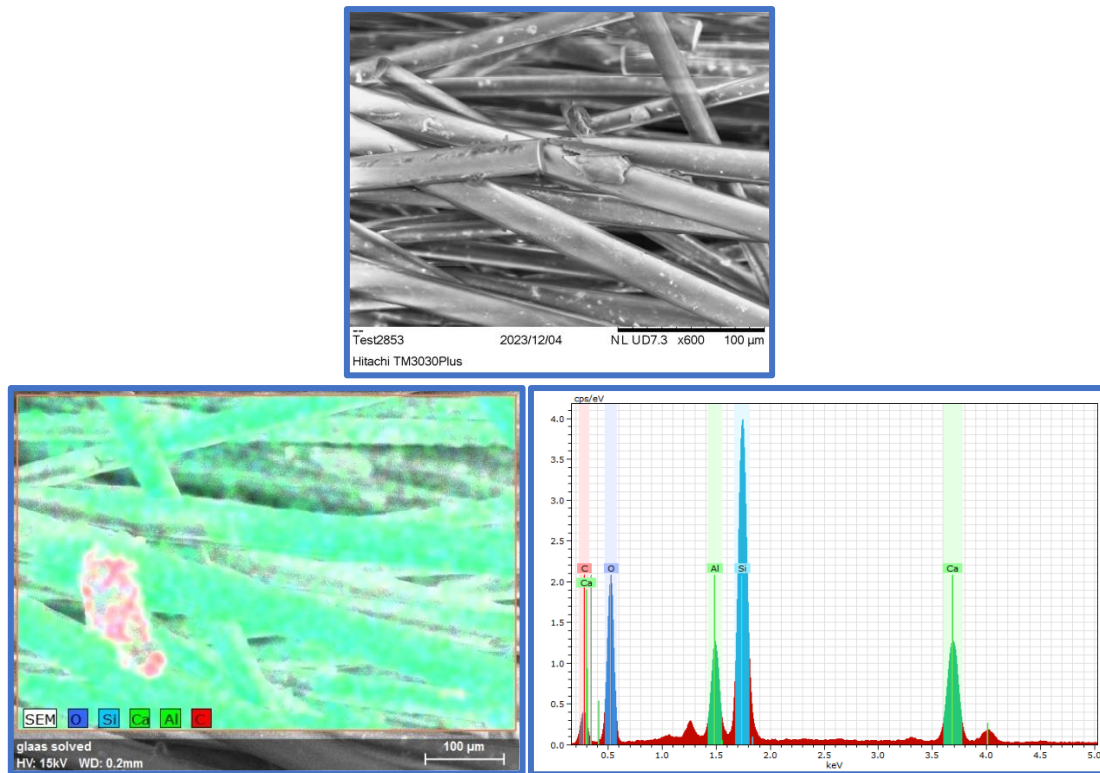 Test2853 2023/12/04 NL UD7.3 x600 100 µm
Hitachi TM3030Plus
SEM O Si Ca Al C
glaas solved
HV: 15kV WD: 0.2mm
100 µm
cps/eV
4.0
3.5
3.0
2.5
2.0
1.5
1.0
0.5
0.0
C O Al Si Ca
Ca
0.5 1.0 1.5 2.0 2.5 3.0 3.5 4.0 4.5 5.0
keV